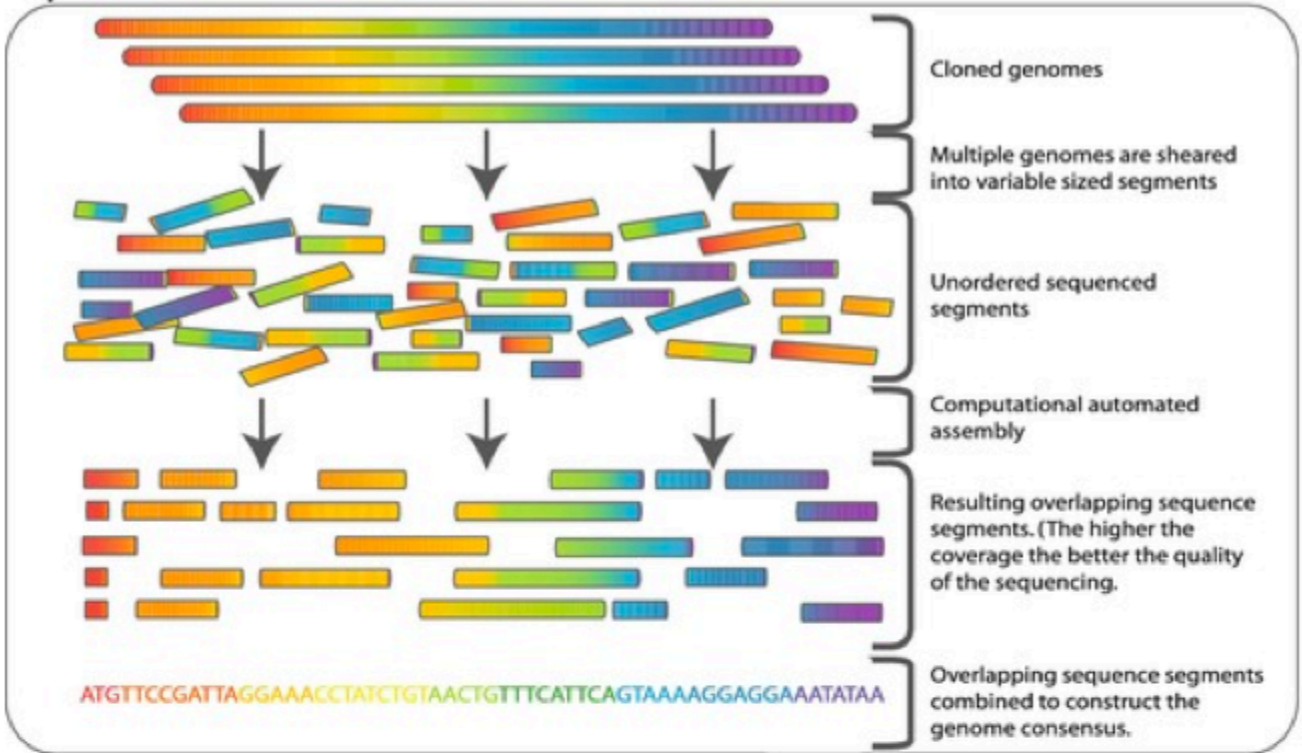 Cloned genomes
Multiple genomes are sheared
into variable sized segments
Unordered sequenced
segments
Computational automated
assembly
Resulting overlapping sequence
segments. (The higher the
coverage the better the quality
of the sequencing.
ATGTTCCGATTAGGAAACCTATCTGTAACTGTTTCATTCAGTAAAAGGAGGAAATATAA
Overlapping sequence segments
combined to construct the
genome consensus.